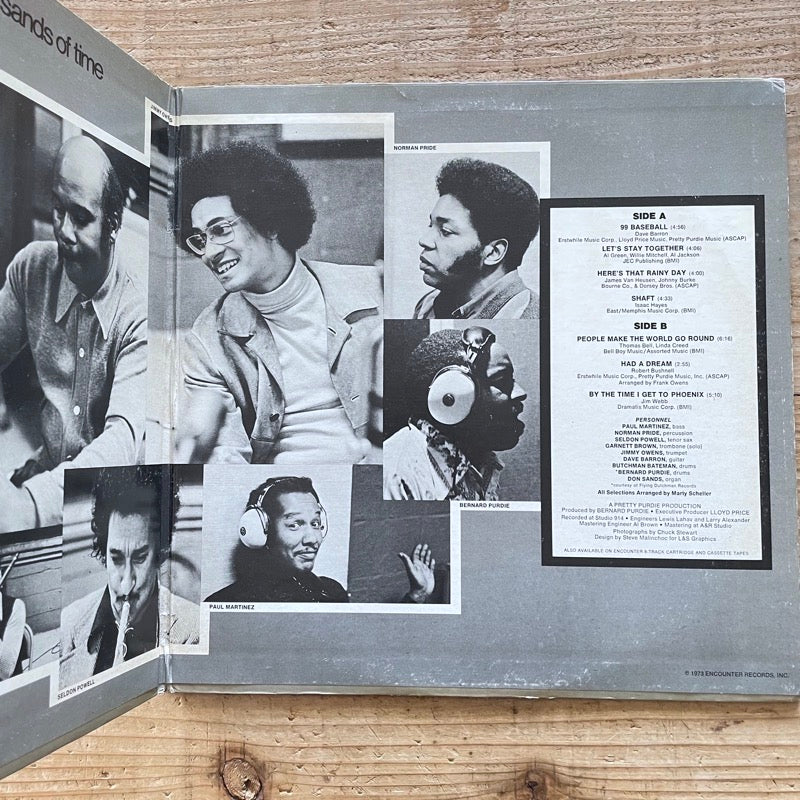 sands of time
JIMMY OWENS
NORMAN PRIDE
BERNARD PURDIE
PAUL MARTINEZ
SELDON POWELL
SIDE A
99 BASEBALL (4:56)
Dave Barron
Erstwhile Music Corp., Lloyd Price Music, Pretty Purdie Music (ASCAP)
LET'S STAY TOGETHER (4:06)
Al Green, Willie Mitchell, Al Jackson
JEC Publishing (BMI)
HERE'S THAT RAINY DAY (4:00)
James Van Heusen, Johnny Burke
Bourne Co., & Dorsey Bros. (ASCAP)
SHAFT (4:33)
Isaac Hayes
East/Memphis Music Corp. (BMI)
SIDE B
PEOPLE MAKE THE WORLD GO ROUND (6:16)
Thomas Bell, Linda Creed
Bell Boy Music/Assorted Music (BMI)
HAD A DREAM (2:55)
Robert Bushnell
Erstwhile Music Corp., Pretty Purdie Music, Inc. (ASCAP)
Arranged by Frank Owens
BY THE TIME I GET TO PHOENIX (5:10)
Jim Webb
Dramatix Music Corp. (BMI)
PERSONNEL
PAUL MARTINEZ, bass
NORMAN PRIDE, percussion
SELDON POWELL, tenor sax
GARNETT BROWN, trombone (solo)
JIMMY OWENS, trumpet
DAVE BARRON, guitar
BUTCHMAN BATEMAN, drums
*BERNARD PURDIE, drums
DON SANDS, organ
*courtesy of Flying Dutchman Records
All Selections Arranged by Marty Scheller
A PRETTY PURDIE PRODUCTION
Produced by BERNARD PURDIE • Executive Producer LLOYD PRICE
Recorded at Studio 914 • Engineers Lewis Lahav and Larry Alexander
Mastering Engineer Al Brown • Mastering at A&R Studio
Photographs by Chuck Stewart
Design by Steve Malinchoc for L&S Graphics
ALSO AVAILABLE ON ENCOUNTER 8-TRACK CARTRIDGE AND CASSETTE TAPES
© 1973 ENCOUNTER RECORDS, INC.